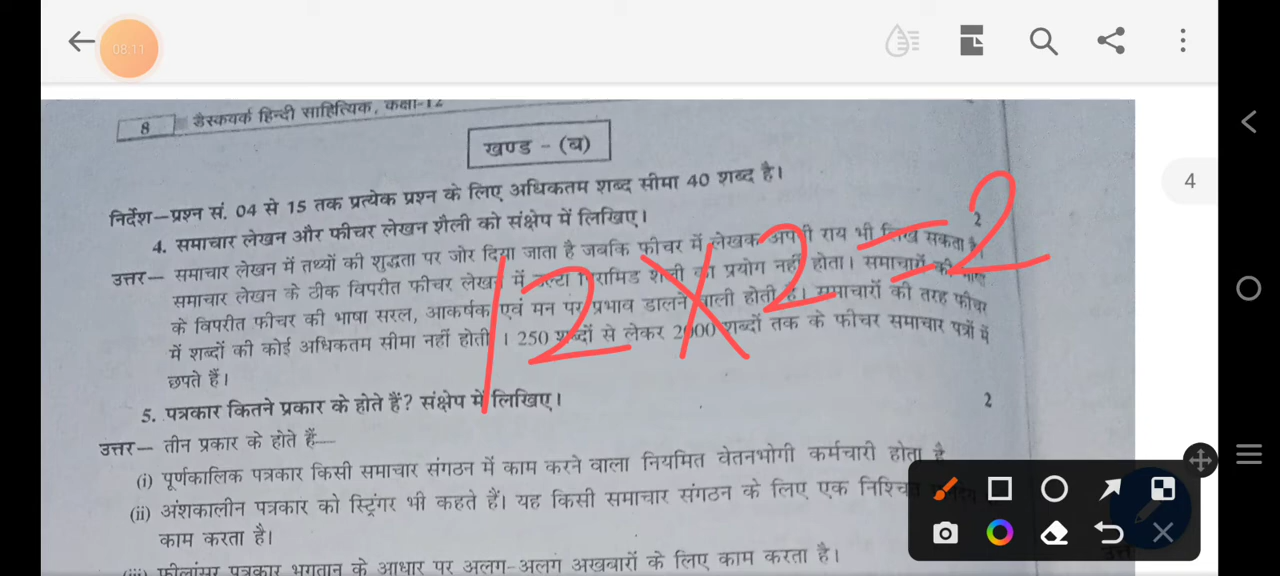 08:11
4
8 डैस्कवर्क हिन्दी साहित्यिक, कक्षा-12
खण्ड - (ब)
निर्देश—प्रश्न सं. 04 से 15 तक प्रत्येक प्रश्न के लिए अधिकतम शब्द सीमा 40 शब्द है।
4. समाचार लेखन और फीचर लेखन शैली को संक्षेप में लिखिए। 2
उत्तर— समाचार लेखन में तथ्यों की शुद्धता पर जोर दिया जाता है जबकि फीचर में लेखक अपनी राय भी लिख सकता है।
समाचार लेखन के ठीक विपरीत फीचर लेखन में उल्टा पिरामिड शैली का प्रयोग नहीं होता। समाचारों की भाषा
के विपरीत फीचर की भाषा सरल, आकर्षक एवं मन पर प्रभाव डालने वाली होती है। समाचारों की तरह फीचर
में शब्दों की कोई अधिकतम सीमा नहीं होती। 250 शब्दों से लेकर 2000 शब्दों तक के फीचर समाचार पत्रों में
छपते हैं।
12 × 2 = 2
5. पत्रकार कितने प्रकार के होते हैं? संक्षेप में लिखिए। 2
उत्तर— तीन प्रकार के होते हैं—
(i) पूर्णकालिक पत्रकार किसी समाचार संगठन में काम करने वाला नियमित वेतनभोगी कर्मचारी होता है
(ii) अंशकालीन पत्रकार को स्ट्रिंगर भी कहते हैं। यह किसी समाचार संगठन के लिए एक निश्चित
काम करता है।
(iii) फ्रीलांसर पत्रकार भुगतान के आधार पर अलग-अलग अखबारों के लिए काम करता है।